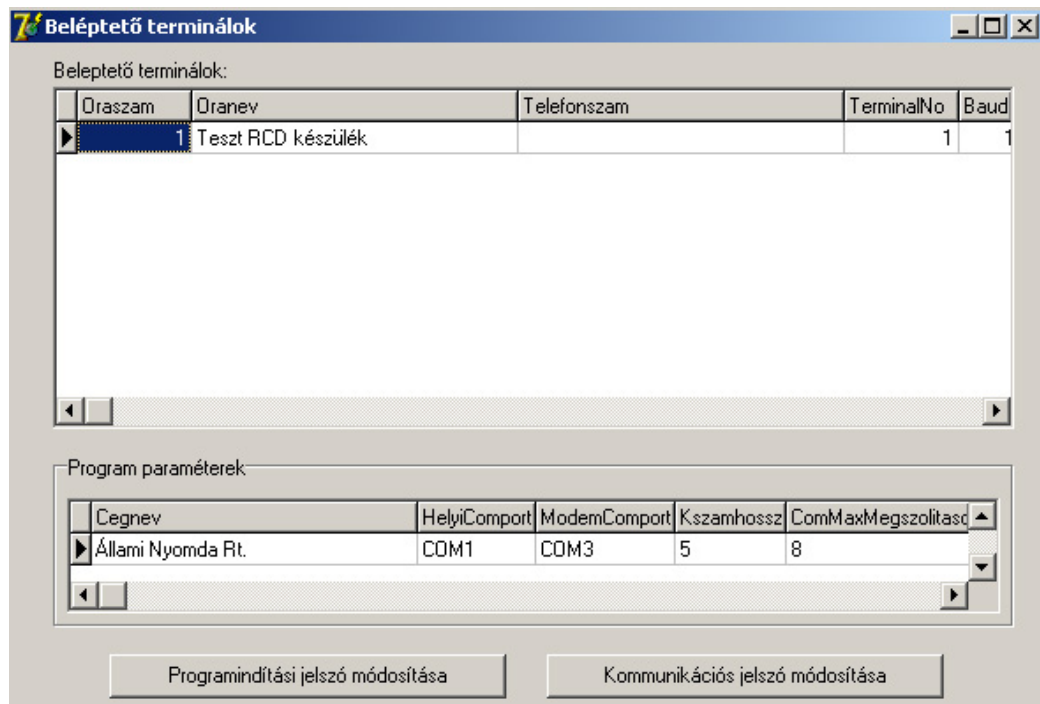 Beléptető terminálok
Beleptető terminálok:
Oraszam Oranev Telefonszam TerminalNo Baud
1 Teszt RCD készülék 1 1
Program paraméterek
Cegnev HelyiComport ModemComport Kszamhossz ComMaxMegszolitasc
Állami Nyomda Rt. COM1 COM3 5 8
Programindítási jelszó módosítása Kommunikációs jelszó módosítása